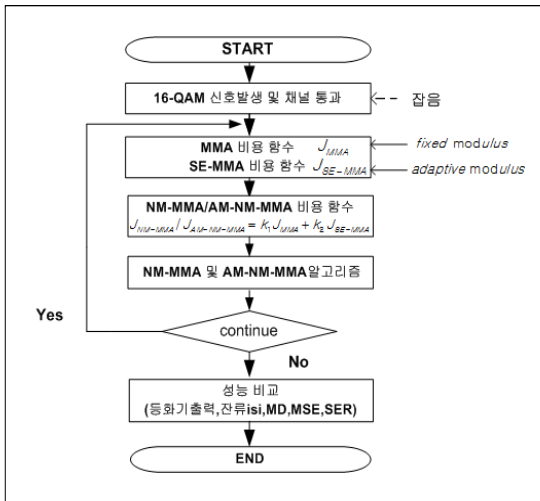 START
16-QAM 신호발생 및 채널 통과
잡음
MMA 비용 함수 J_MMA
fixed modulus
SE-MMA 비용 함수 J_SE-MMA
adaptive modulus
NM-MMA/AM-NM-MMA 비용 함수
J_NM-MMA / J_AM-NM-MMA = k_1 J_MMA + k_2 J_SE-MMA
NM-MMA 및 AM-NM-MMA알고리즘
Yes
continue
No
성능 비교
(등화기출력,잔류isi,MD,MSE,SER)
END